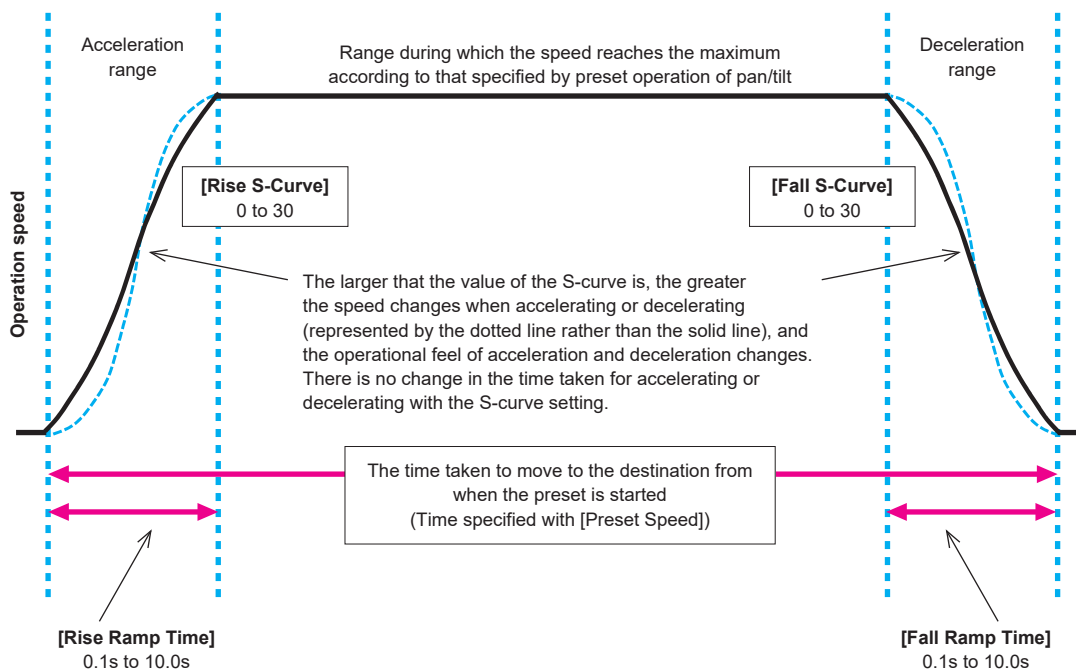 Acceleration
range
Range during which the speed reaches the maximum
according to that specified by preset operation of pan/tilt
Deceleration
range
Operation speed
[Rise S-Curve]
0 to 30
[Fall S-Curve]
0 to 30
The larger that the value of the S-curve is, the greater
the speed changes when accelerating or decelerating
(represented by the dotted line rather than the solid line), and
the operational feel of acceleration and deceleration changes.
There is no change in the time taken for accelerating or
decelerating with the S-curve setting.
The time taken to move to the destination from
when the preset is started
(Time specified with [Preset Speed])
[Rise Ramp Time]
0.1s to 10.0s
[Fall Ramp Time]
0.1s to 10.0s